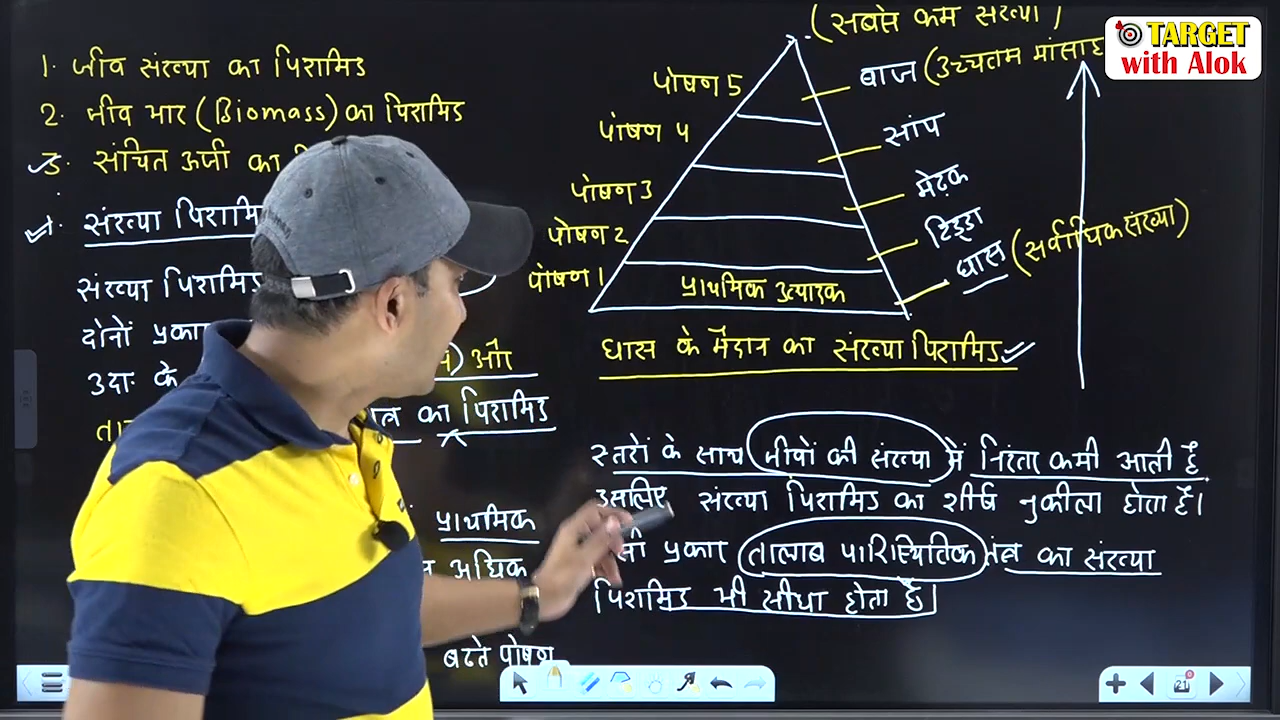 1. जीव संख्या का पिरामिड
2. जीव भार (Biomass) का पिरामिड
3. संचित ऊर्जा का
संख्या पिरामि
संख्या पिरामिड
दोनों प्रका
उदा० के
और
का पिरामिड
प्राथमिक
अधिक
बढ़ते पोषण
(सबसे कम संख्या)
पोषण 5
बाज (उच्चतम मांसाह
पोषण 4
सांप
पोषण 3
मेढ़क
पोषण 2
टिड्डा
पोषण 1
घास (सर्वाधिक संख्या)
प्राथमिक उत्पादक
घास के मैदान का संख्या पिरामिड
स्तरों के साथ जीवों की संख्या में निरंतर कमी आती है
इसलिए संख्या पिरामिड का शीर्ष नुकीला होता है।
प्रकार तालाब पारिस्थितिक तंत्र का संख्या
पिरामिड भी सीधा होता है।
TARGET
with Alok
21